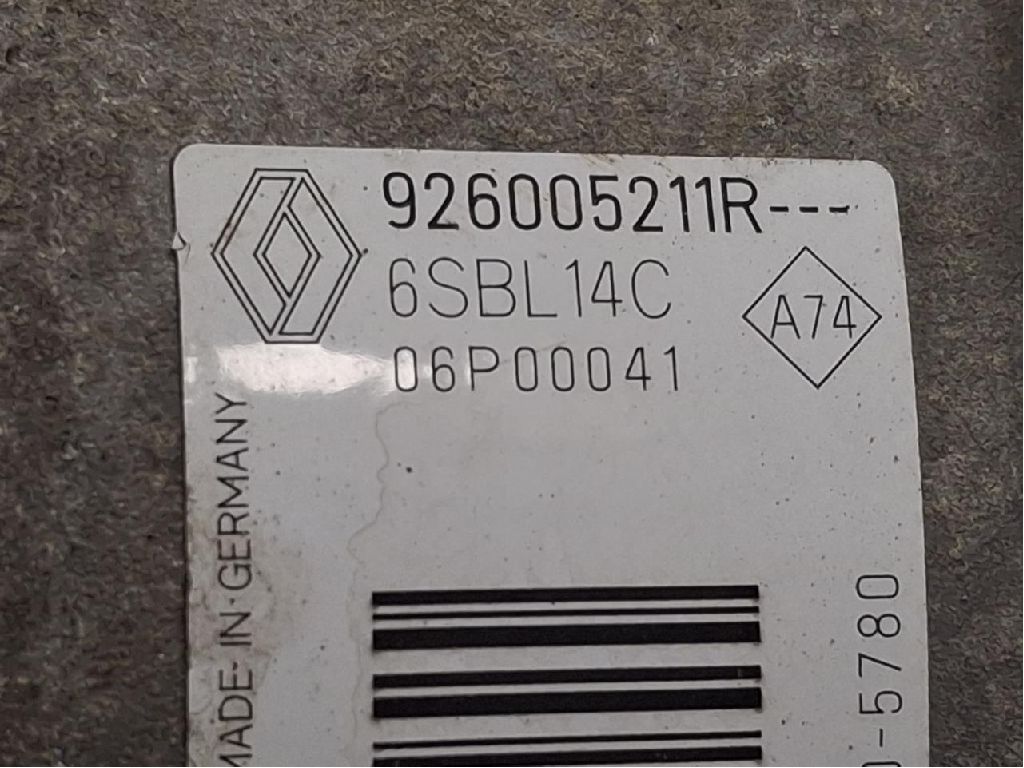 926005211R---
6SBL14C
A74
06P00041
MADE-IN-GERMANY
0-5780